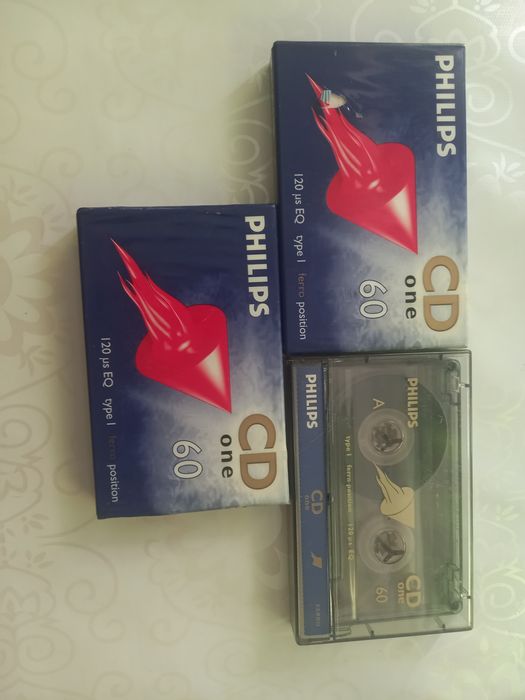 PHILIPS
CD
one
60
120 µs EQ type I ferro position
PHILIPS
CD
one
60
120 µs EQ type I ferro position
PHILIPS
CD
one
PHILIPS
A
type I ferro position 120 µs EQ
CD
one
60